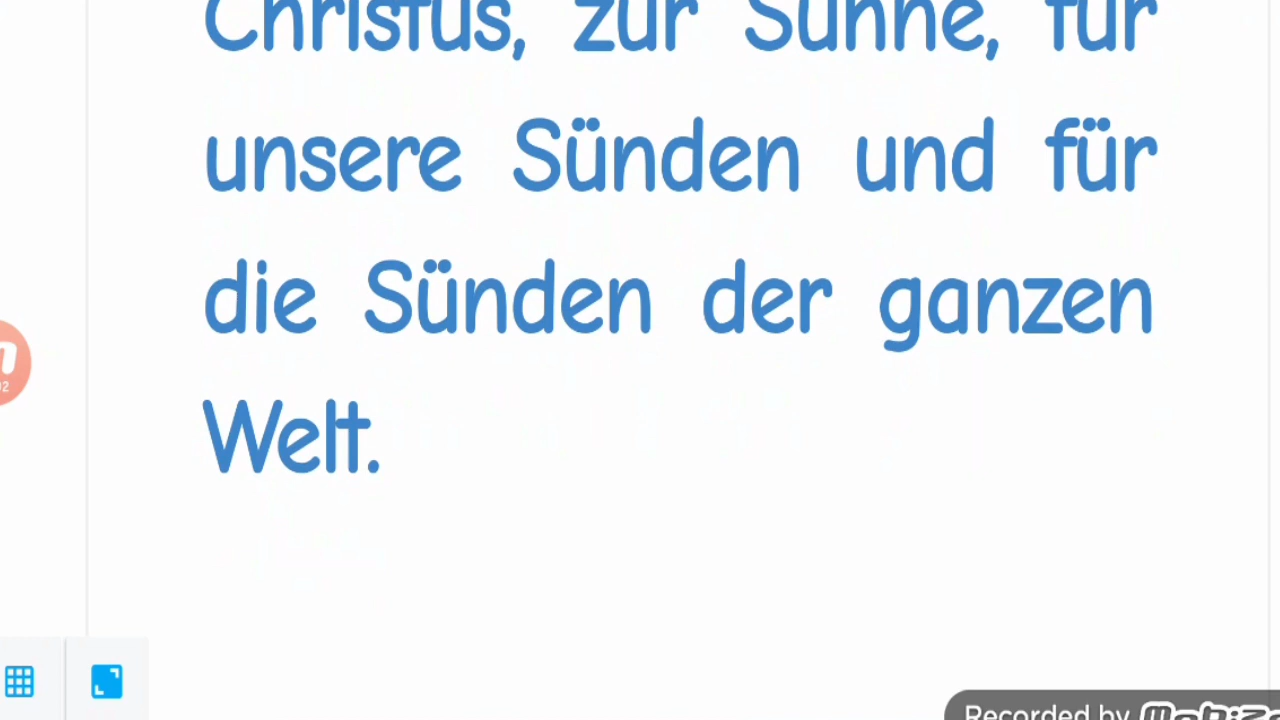 Christus, zur Sühne, für
unsere Sünden und für
die Sünden der ganzen
Welt.
Recorded by